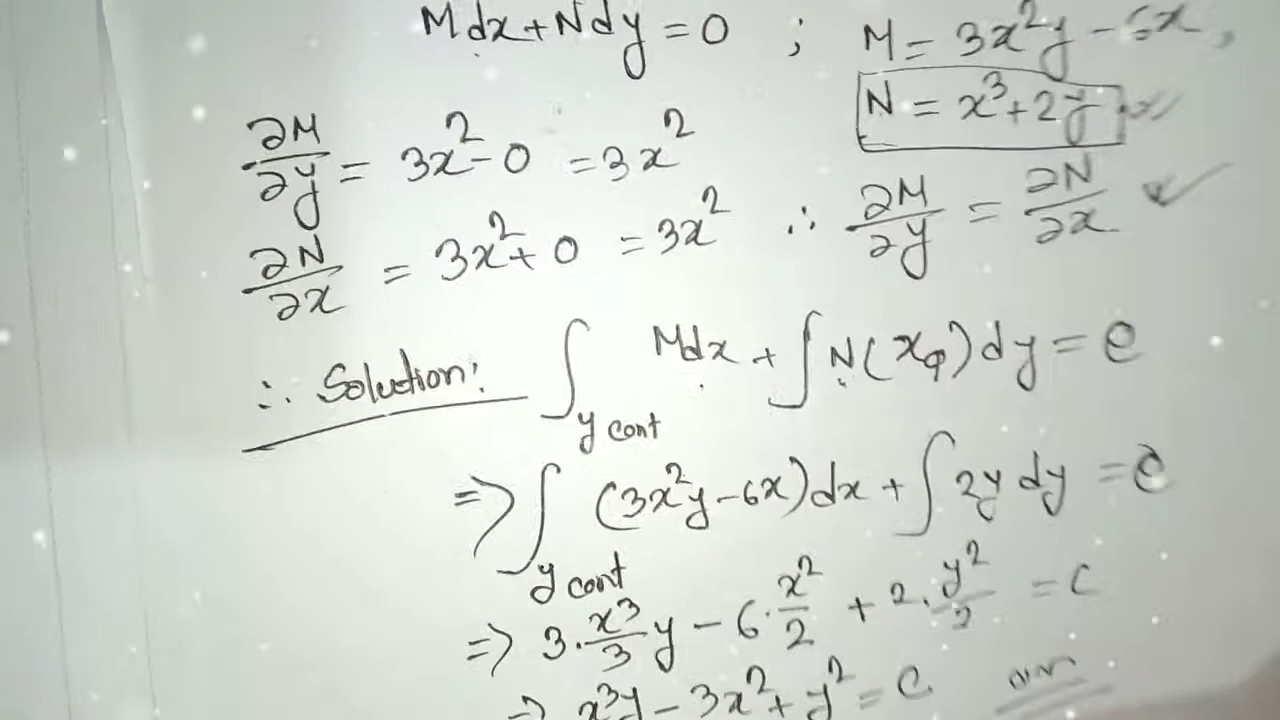 Mdx+Ndy=0 ; M= 3x²y-6x,
N = x³+2y
∂M/∂y = 3x²-0 =3x²
∂N/∂x = 3x²+0 =3x² ∴ ∂M/∂y = ∂N/∂x
∴ Solution: ∫ Mdx + ∫N(xφ)dy = c
y cont
=> ∫ (3x²y-6x)dx + ∫2y dy = c
y cont
=> 3·x³/3 y - 6·x²/2 + 2·y²/2 = c
=> x³y - 3x² + y² = c